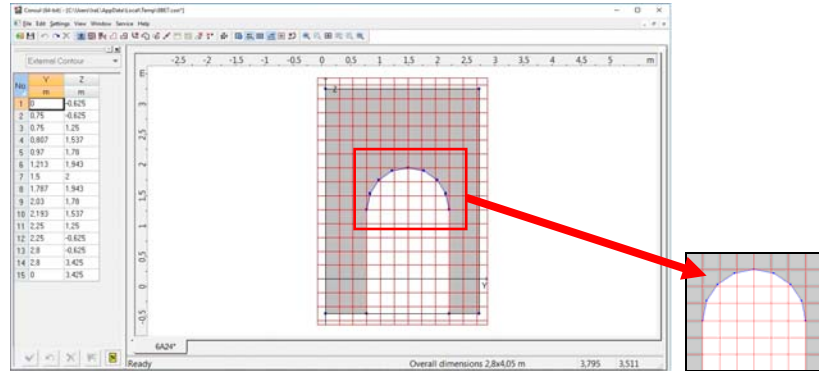 Consul (64-bit) - [C:\Users\Ira\AppData\Local\Temp\BBET.con*]
File Edit Settings View Window Service Help
External Contour
No. Y Z
m m
1 0 -0,625
2 0,75 -0,625
3 0,75 1,25
4 0,807 1,537
5 0,97 1,78
6 1,213 1,943
7 1,5 2
8 1,787 1,943
9 2,03 1,78
10 2,193 1,537
11 2,25 1,25
12 2,25 -0,625
13 2,8 -0,625
14 2,8 3,425
15 0 3,425
-2,5 -2 -1,5 -1 -0,5 0 0,5 1 1,5 2 2,5 3 3,5 4 4,5 5 m
m
3
2,5
2
1,5
1
0,5
0
-0,5
Z
Y
6A24*
Ready Overall dimensions 2,8x4,05 m 3,795 3,511